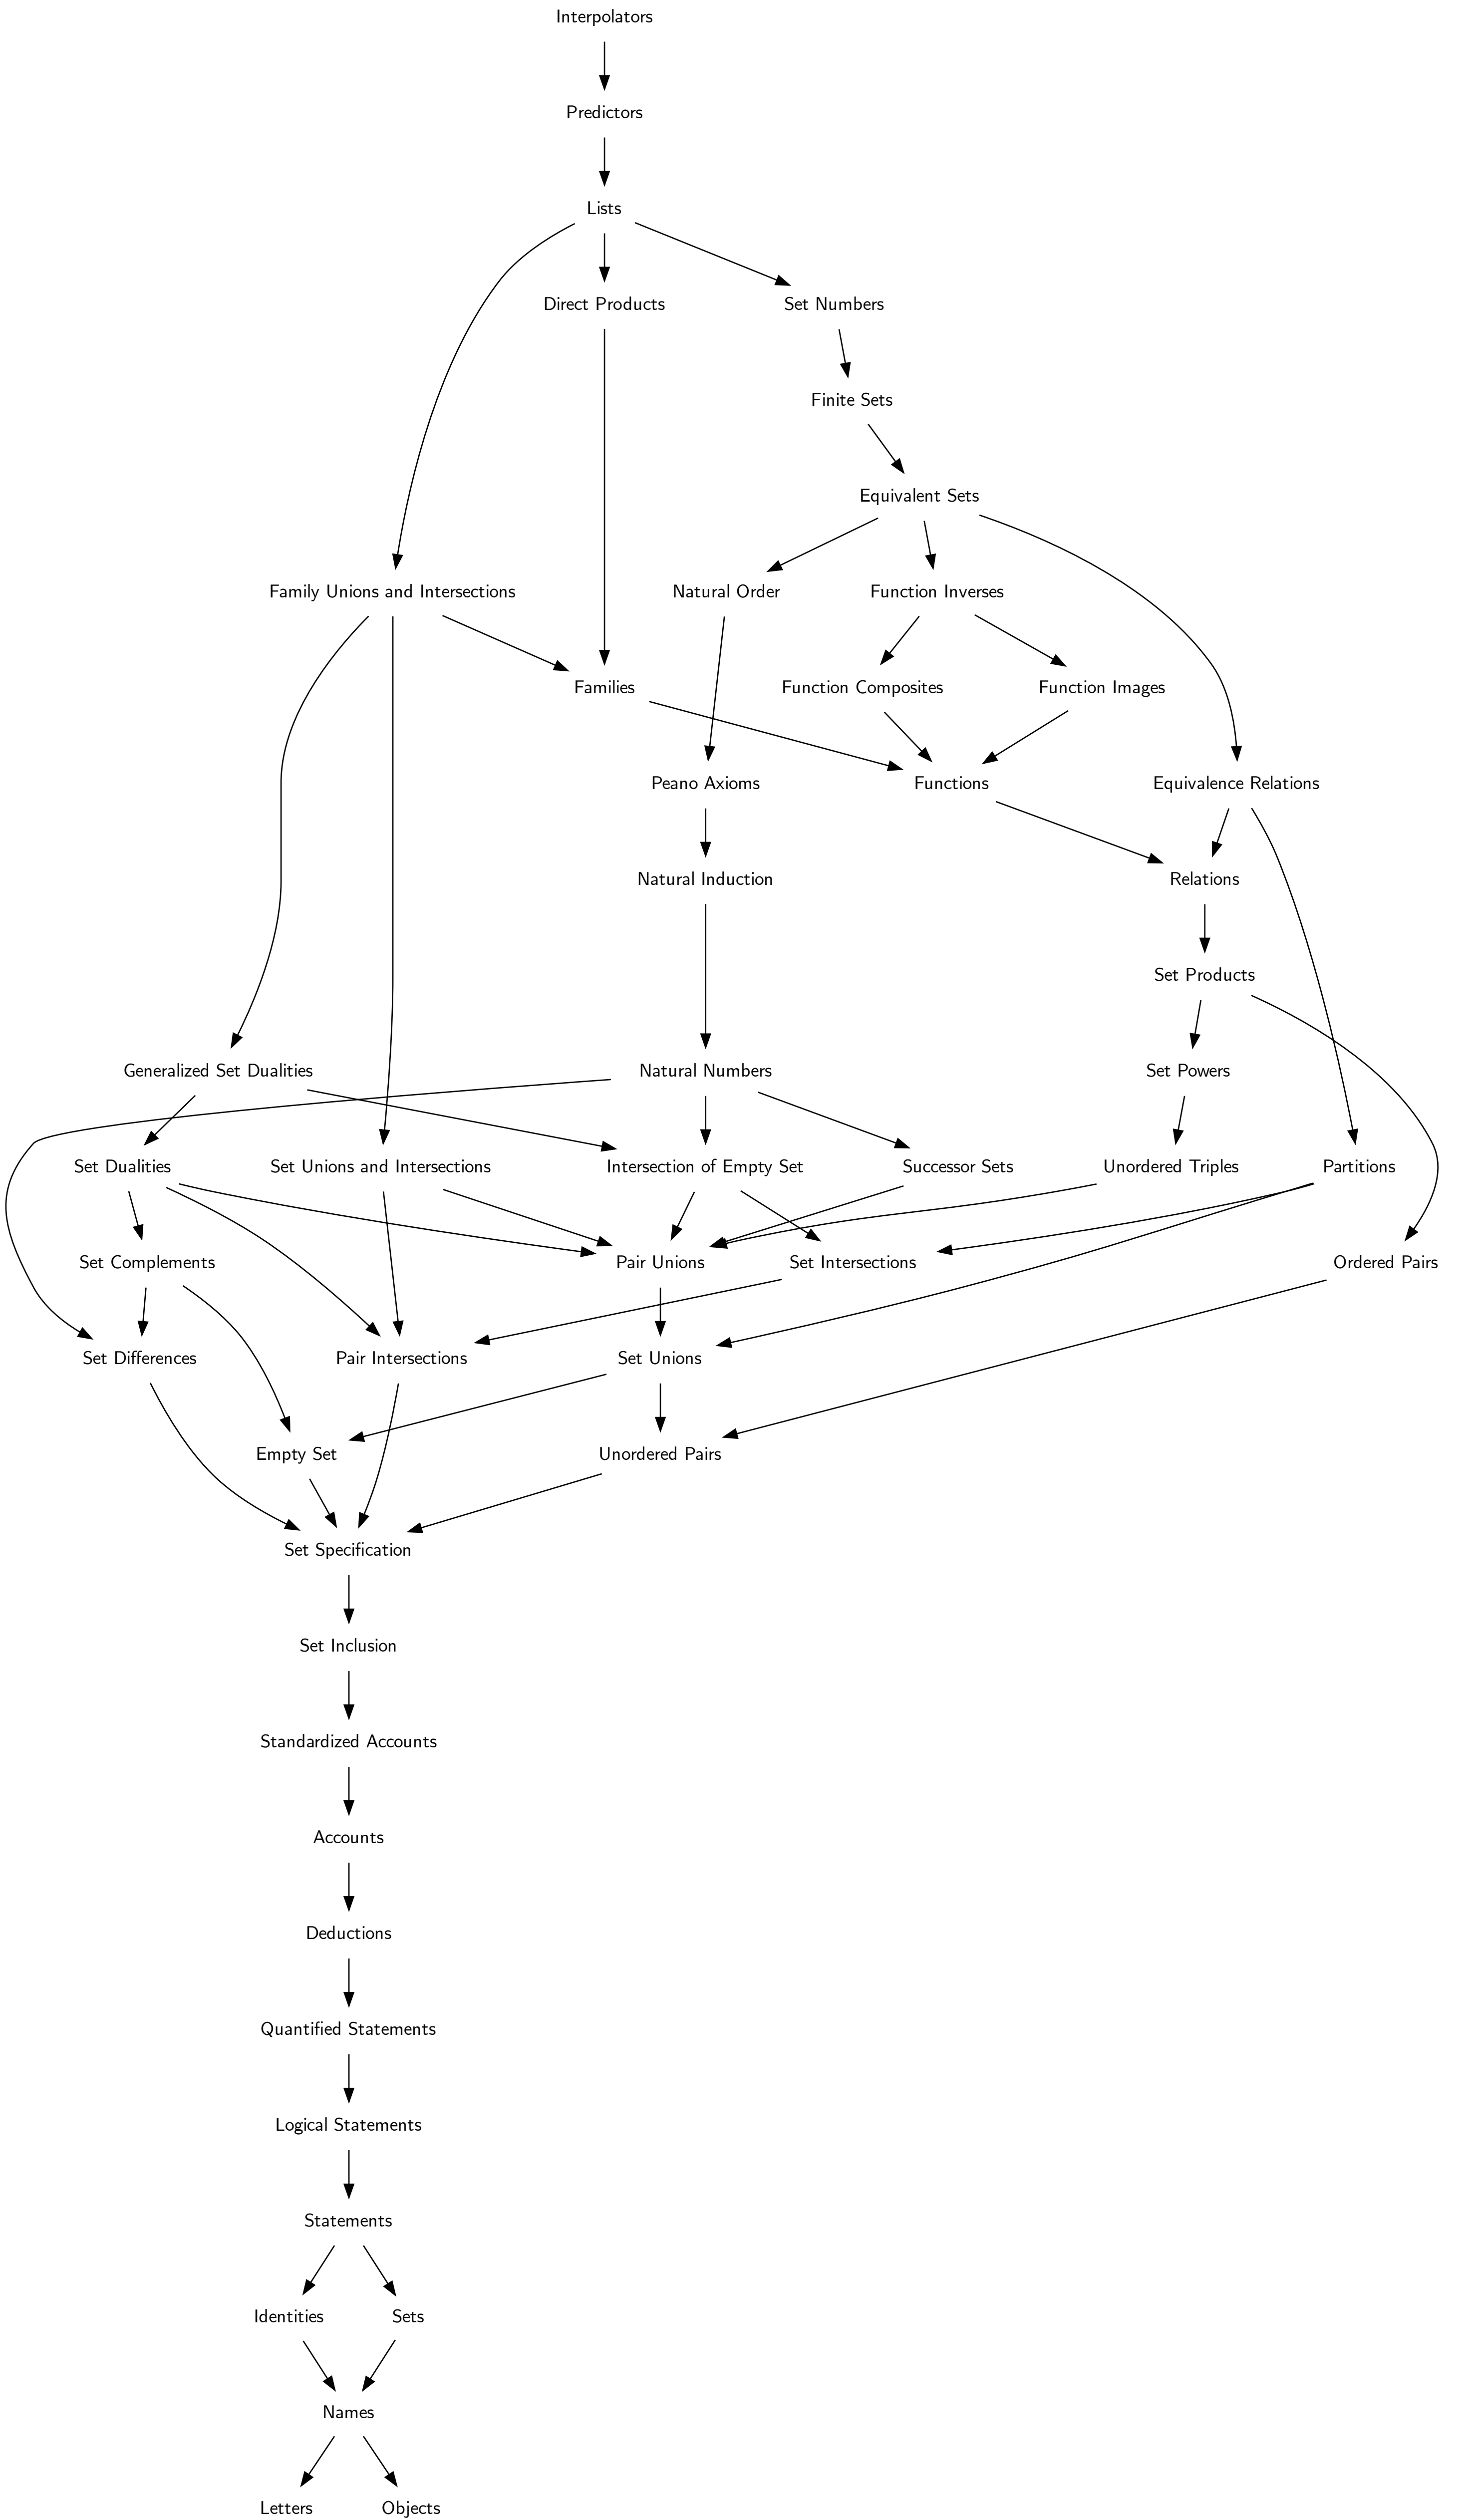 Interpolators
Predictors
Lists
Direct Products
Set Numbers
Finite Sets
Equivalent Sets
Family Unions and Intersections
Natural Order
Function Inverses
Families
Function Composites
Function Images
Peano Axioms
Functions
Equivalence Relations
Natural Induction
Relations
Set Products
Generalized Set Dualities
Natural Numbers
Set Powers
Set Dualities
Set Unions and Intersections
Intersection of Empty Set
Successor Sets
Unordered Triples
Partitions
Set Complements
Pair Unions
Set Intersections
Ordered Pairs
Set Differences
Pair Intersections
Set Unions
Empty Set
Unordered Pairs
Set Specification
Set Inclusion
Standardized Accounts
Accounts
Deductions
Quantified Statements
Logical Statements
Statements
Identities
Sets
Names
Letters
Objects